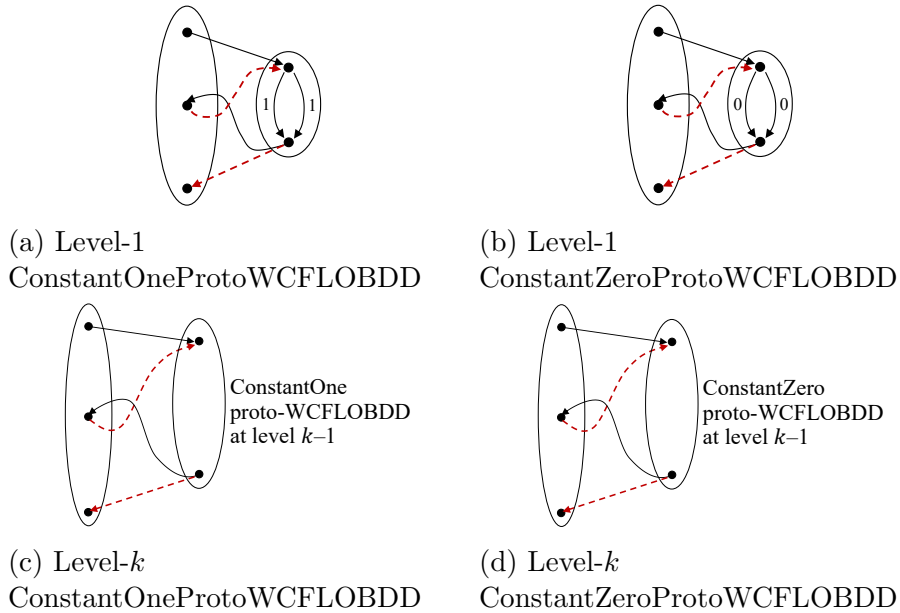 1 1
0 0
(a) Level-1
ConstantOneProtoWCFLOBDD
(b) Level-1
ConstantZeroProtoWCFLOBDD
ConstantOne
proto-WCFLOBDD
at level k–1
ConstantZero
proto-WCFLOBDD
at level k–1
(c) Level-k
ConstantOneProtoWCFLOBDD
(d) Level-k
ConstantZeroProtoWCFLOBDD